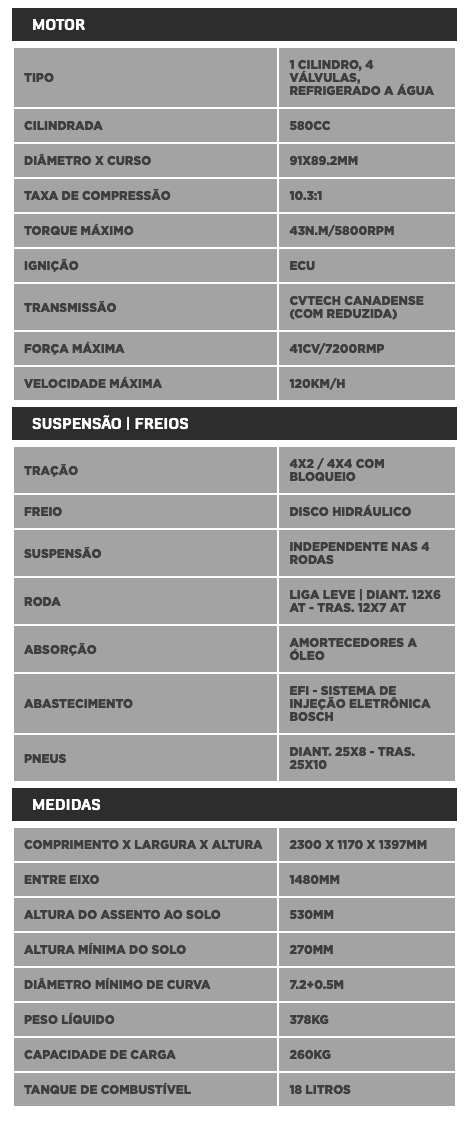 MOTOR
TIPO
1 CILINDRO, 4
VÁLVULAS,
REFRIGERADO A ÁGUA
CILINDRADA
580CC
DIÂMETRO X CURSO
91X89.2MM
TAXA DE COMPRESSÃO
10.3:1
TORQUE MÁXIMO
43N.M/5800RPM
IGNIÇÃO
ECU
TRANSMISSÃO
CVTECH CANADENSE
(COM REDUZIDA)
FORÇA MÁXIMA
41CV/7200RMP
VELOCIDADE MÁXIMA
120KM/H
SUSPENSÃO | FREIOS
TRAÇÃO
4X2 / 4X4 COM
BLOQUEIO
FREIO
DISCO HIDRÁULICO
SUSPENSÃO
INDEPENDENTE NAS 4
RODAS
RODA
LIGA LEVE | DIANT. 12X6
AT - TRAS. 12X7 AT
ABSORÇÃO
AMORTECEDORES A
ÓLEO
ABASTECIMENTO
EFI - SISTEMA DE
INJEÇÃO ELETRÔNICA
BOSCH
PNEUS
DIANT. 25X8 - TRAS.
25X10
MEDIDAS
COMPRIMENTO X LARGURA X ALTURA
2300 X 1170 X 1397MM
ENTRE EIXO
1480MM
ALTURA DO ASSENTO AO SOLO
530MM
ALTURA MÍNIMA DO SOLO
270MM
DIÂMETRO MÍNIMO DE CURVA
7.2+0.5M
PESO LÍQUIDO
378KG
CAPACIDADE DE CARGA
260KG
TANQUE DE COMBUSTÍVEL
18 LITROS